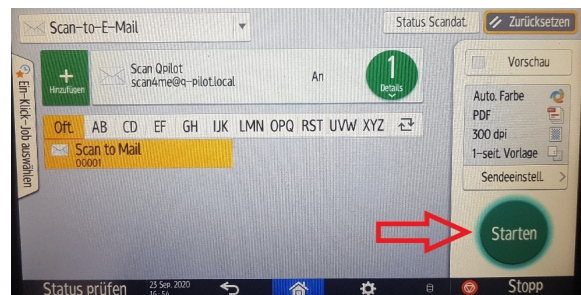 Scan-to-E-Mail
Status Scandat.
Zurücksetzen
Ein-Klick-Job auswählen
Hinzufügen
Scan Qpilot
scan4me@q-pilot.local
An
1
Details
Vorschau
Oft. AB CD EF GH IJK LMN OPQ RST UVW XYZ
Scan to Mail
00001
Auto. Farbe
PDF
300 dpi
1-seit. Vorlage
Sendeeinstell.
Starten
Status prüfen
23 Sep. 2020
16:54
Stopp